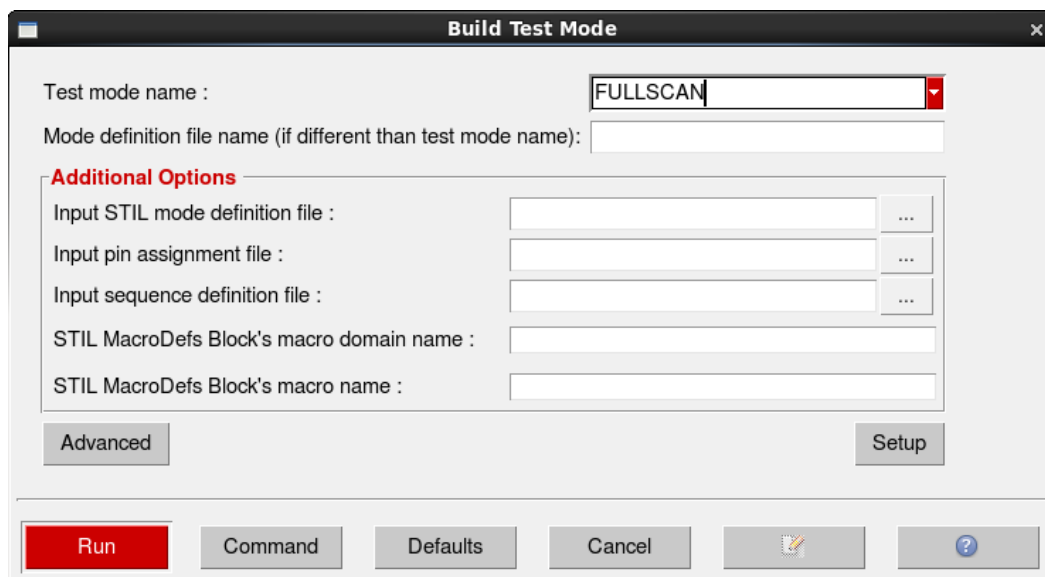 Build Test Mode
Test mode name :
FULLSCAN
Mode definition file name (if different than test mode name):
Additional Options
Input STIL mode definition file :
...
Input pin assignment file :
...
Input sequence definition file :
...
STIL MacroDefs Block's macro domain name :
STIL MacroDefs Block's macro name :
Advanced
Setup
Run
Command
Defaults
Cancel
?